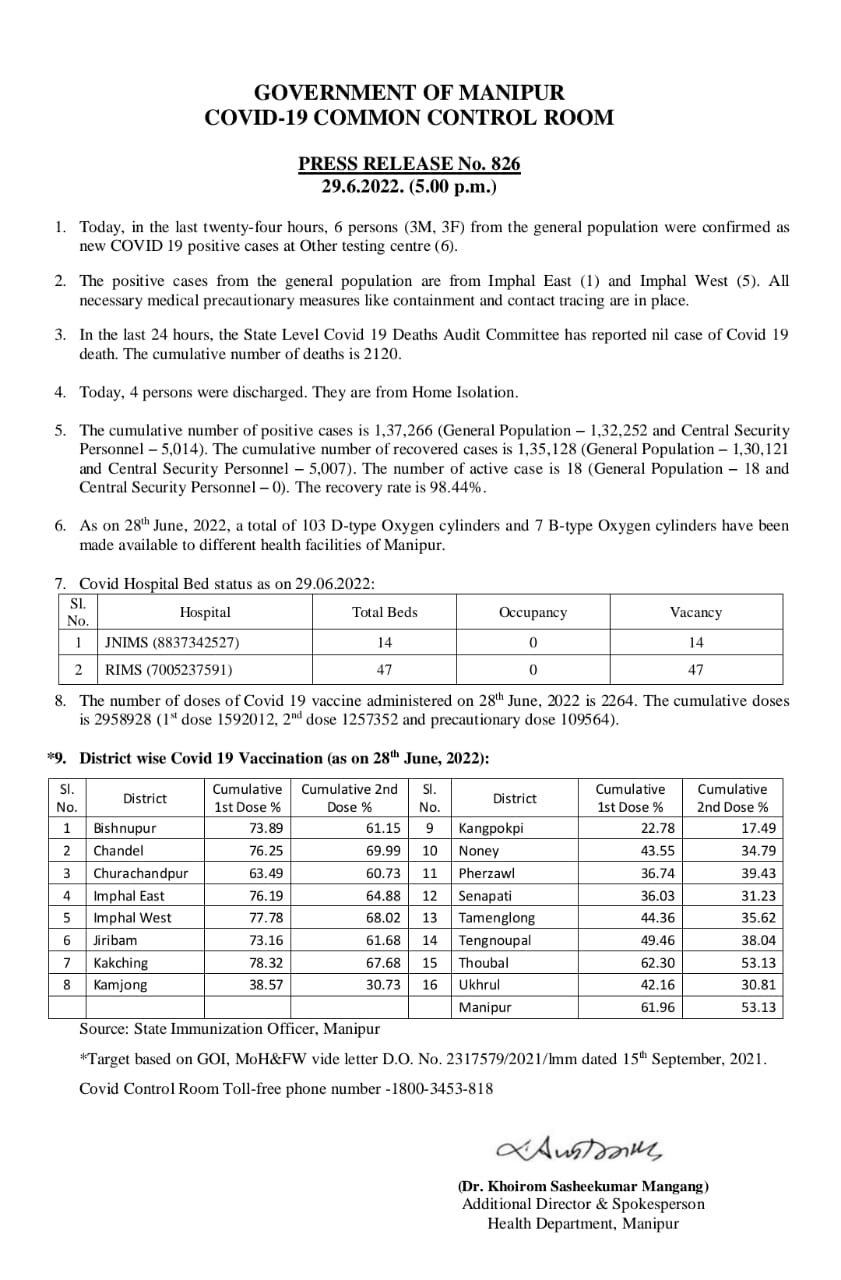 GOVERNMENT OF MANIPUR
COVID-19 COMMON CONTROL ROOM
PRESS RELEASE No. 826
29.6.2022. (5.00 p.m.)
1. Today, in the last twenty-four hours, 6 persons (3M, 3F) from the general population were confirmed as
new COVID 19 positive cases at Other testing centre (6).
2. The positive cases from the general population are from Imphal East (1) and Imphal West (5). All
necessary medical precautionary measures like containment and contact tracing are in place.
3. In the last 24 hours, the State Level Covid 19 Deaths Audit Committee has reported nil case of Covid 19
death. The cumulative number of deaths is 2120.
4. Today, 4 persons were discharged. They are from Home Isolation.
5. The cumulative number of positive cases is 1,37,266 (General Population – 1,32,252 and Central Security
Personnel – 5,014). The cumulative number of recovered cases is 1,35,128 (General Population – 1,30,121
and Central Security Personnel – 5,007). The number of active case is 18 (General Population – 18 and
Central Security Personnel – 0). The recovery rate is 98.44%.
6. As on 28th June, 2022, a total of 103 D-type Oxygen cylinders and 7 B-type Oxygen cylinders have been
made available to different health facilities of Manipur.
7. Covid Hospital Bed status as on 29.06.2022:
Sl. No. Hospital Total Beds Occupancy Vacancy
1 JNIMS (8837342527) 14 0 14
2 RIMS (7005237591) 47 0 47
8. The number of doses of Covid 19 vaccine administered on 28th June, 2022 is 2264. The cumulative doses
is 2958928 (1st dose 1592012, 2nd dose 1257352 and precautionary dose 109564).
*9. District wise Covid 19 Vaccination (as on 28th June, 2022):
Sl. No. District Cumulative 1st Dose % Cumulative 2nd Dose % Sl. No. District Cumulative 1st Dose % Cumulative 2nd Dose %
1 Bishnupur 73.89 61.15 9 Kangpokpi 22.78 17.49
2 Chandel 76.25 69.99 10 Noney 43.55 34.79
3 Churachandpur 63.49 60.73 11 Pherzawl 36.74 39.43
4 Imphal East 76.19 64.88 12 Senapati 36.03 31.23
5 Imphal West 77.78 68.02 13 Tamenglong 44.36 35.62
6 Jiribam 73.16 61.68 14 Tengnoupal 49.46 38.04
7 Kakching 78.32 67.68 15 Thoubal 62.30 53.13
8 Kamjong 38.57 30.73 16 Ukhrul 42.16 30.81
Manipur 61.96 53.13
Source: State Immunization Officer, Manipur
*Target based on GOI, MoH&FW vide letter D.O. No. 2317579/2021/Imm dated 15th September, 2021.
Covid Control Room Toll-free phone number -1800-3453-818
(Dr. Khoirom Sasheekumar Mangang)
Additional Director & Spokesperson
Health Department, Manipur